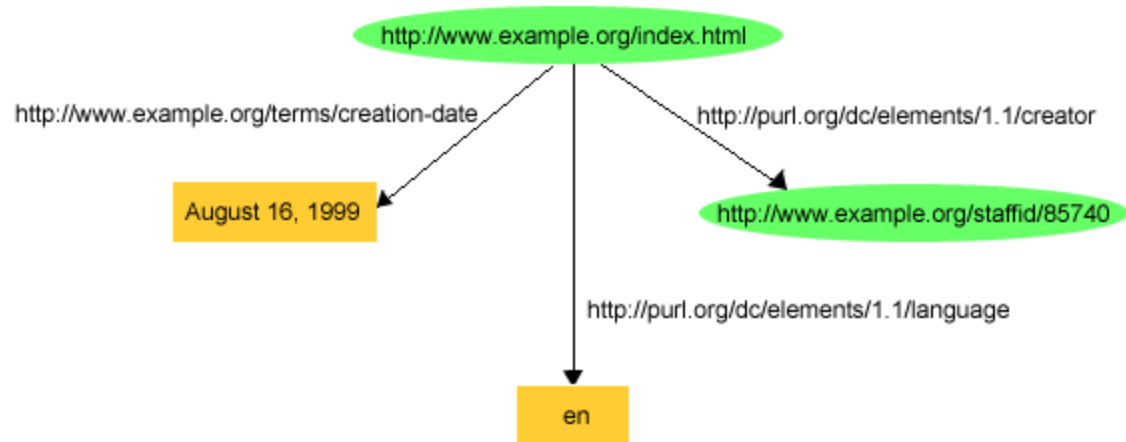 http://www.example.org/index.html
http://www.example.org/terms/creation-date
http://purl.org/dc/elements/1.1/creator
August 16, 1999
http://www.example.org/staffid/85740
http://purl.org/dc/elements/1.1/language
en